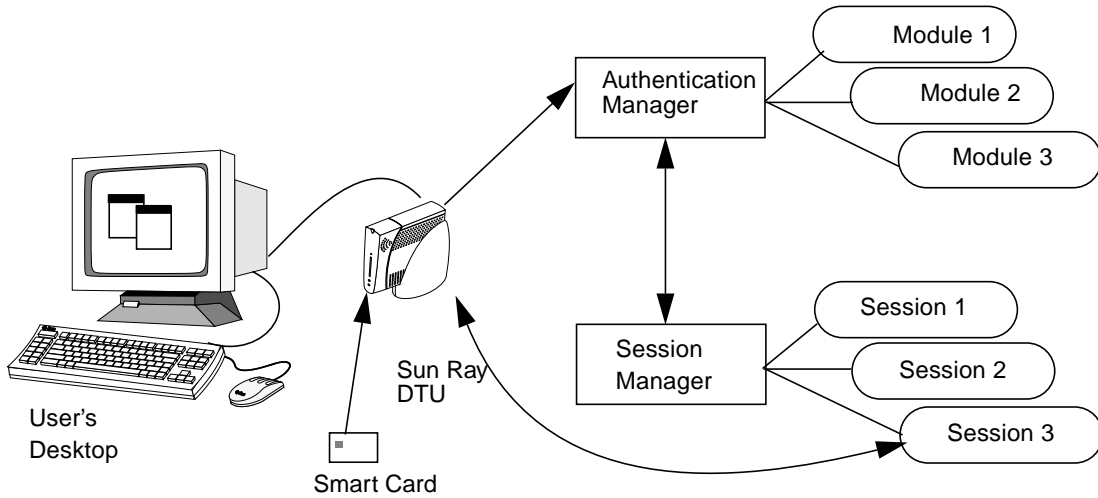 Module 1
Authentication
Manager
Module 2
Module 3
Session 1
Session
Manager
Session 2
Sun Ray
DTU
Session 3
User's
Desktop
Smart Card